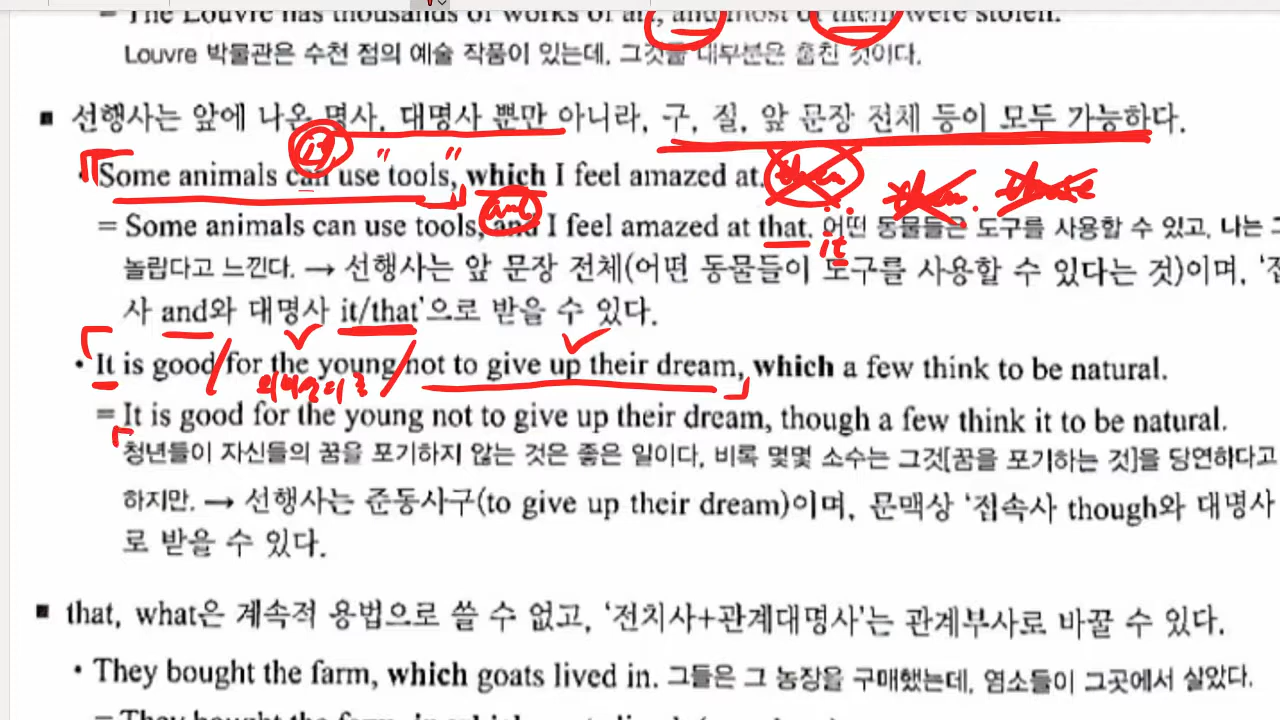 = The Louvre has thousands of works of art, and most of them were stolen.
Louvre 박물관은 수천 점의 예술 작품이 있는데, 그것들 대부분은 훔친 것이다.
■ 선행사는 앞에 나온 명사, 대명사 뿐만 아니라, 구, 절, 앞 문장 전체 등이 모두 가능하다.
it
• Some animals can use tools, which I feel amazed at.
and
= Some animals can use tools, and I feel amazed at that. 어떤 동물들은 도구를 사용할 수 있고, 나는 그
it
놀랍다고 느낀다. → 선행사는 앞 문장 전체(어떤 동물들이 도구를 사용할 수 있다는 것)이며, '접
사 and와 대명사 it/that'으로 받을 수 있다.
• It is good for the young not to give up their dream, which a few think to be natural.
의미상의 주
= It is good for the young not to give up their dream, though a few think it to be natural.
청년들이 자신들의 꿈을 포기하지 않는 것은 좋은 일이다, 비록 몇몇 소수는 그것[꿈을 포기하는 것]을 당연하다고
하지만. → 선행사는 준동사구(to give up their dream)이며, 문맥상 '접속사 though와 대명사
로 받을 수 있다.
■ that, what은 계속적 용법으로 쓸 수 없고, '전치사+관계대명사'는 관계부사로 바꿀 수 있다.
• They bought the farm, which goats lived in. 그들은 그 농장을 구매했는데, 염소들이 그곳에서 살았다.